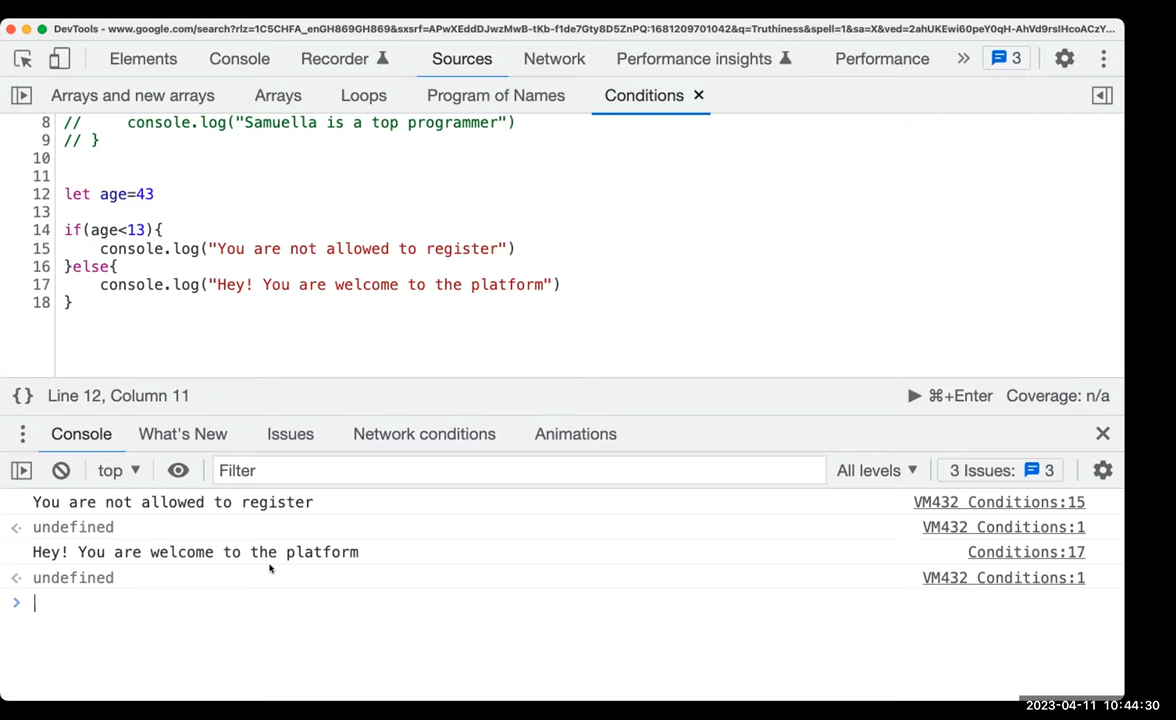 DevTools - www.google.com/search?rlz=1C5CHFA_enGH869GH869&sxsrf=APwXEddDJwzMwB-tKb-f1de7Gty8D5ZnPQ:1681209701042&q=Truthiness&spell=1&sa=X&ved=2ahUKEwi60peY0qH-AhVd9rsIHcoACzY...
Elements Console Recorder Sources Network Performance insights Performance » 3
Arrays and new arrays Arrays Loops Program of Names Conditions ×
8 // console.log("Samuella is a top programmer")
9 // }
10
11
12 let age=43
13
14 if(age<13){
15 console.log("You are not allowed to register")
16 }else{
17 console.log("Hey! You are welcome to the platform")
18 }
{} Line 12, Column 11 ⌘+Enter Coverage: n/a
Console What's New Issues Network conditions Animations
top ▼ Filter All levels ▼ 3 Issues: 3
You are not allowed to register VM432 Conditions:15
undefined VM432 Conditions:1
Hey! You are welcome to the platform Conditions:17
undefined VM432 Conditions:1
>
2023-04-11 10:44:30